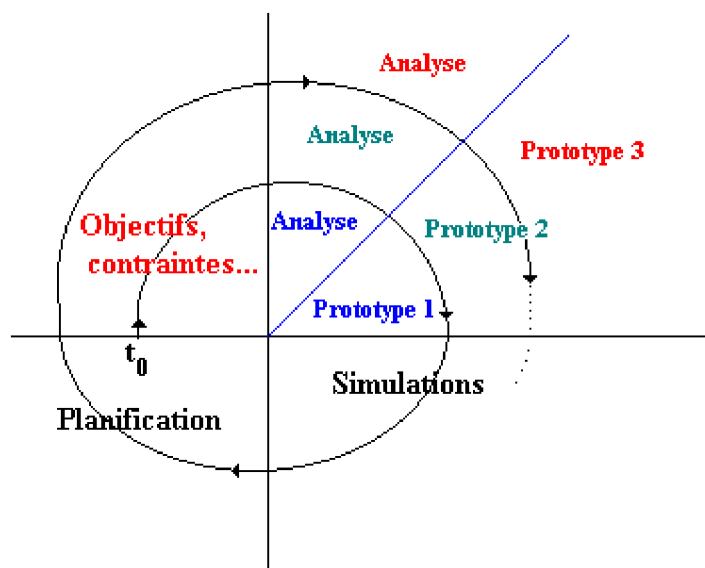 Analyse
Analyse
Prototype 3
Objectifs,
contraintes...
Analyse
Prototype 2
Prototype 1
t0
Simulations
Planification